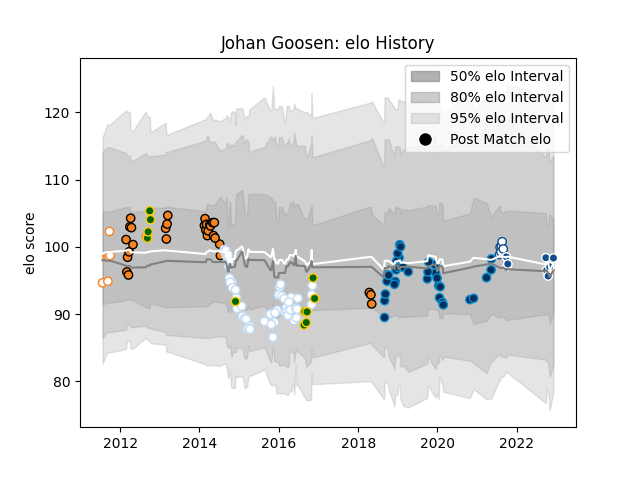 Johan Goosen: elo History
50% elo Interval
80% elo Interval
95% elo Interval
Post Match elo
elo score
120
110
100
90
80
2012 2014 2016 2018 2020 2022